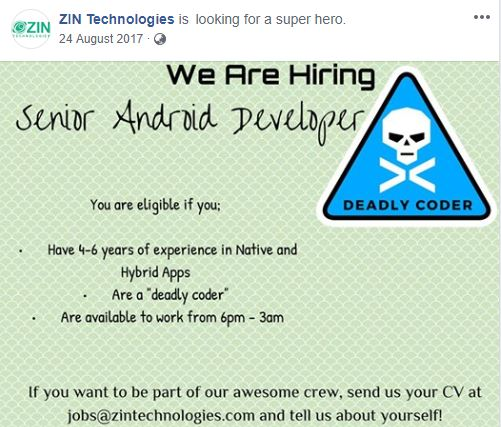 ZIN Technologies is looking for a super hero.
24 August 2017 ·
ZIN
TECHNOLOGIES
We Are Hiring
Senior Android Developer
DEADLY CODER
You are eligible if you;
· Have 4-6 years of experience in Native and
Hybrid Apps
· Are a "deadly coder"
· Are available to work from 6pm - 3am
If you want to be part of our awesome crew, send us your CV at
jobs@zintechnologies.com and tell us about yourself!